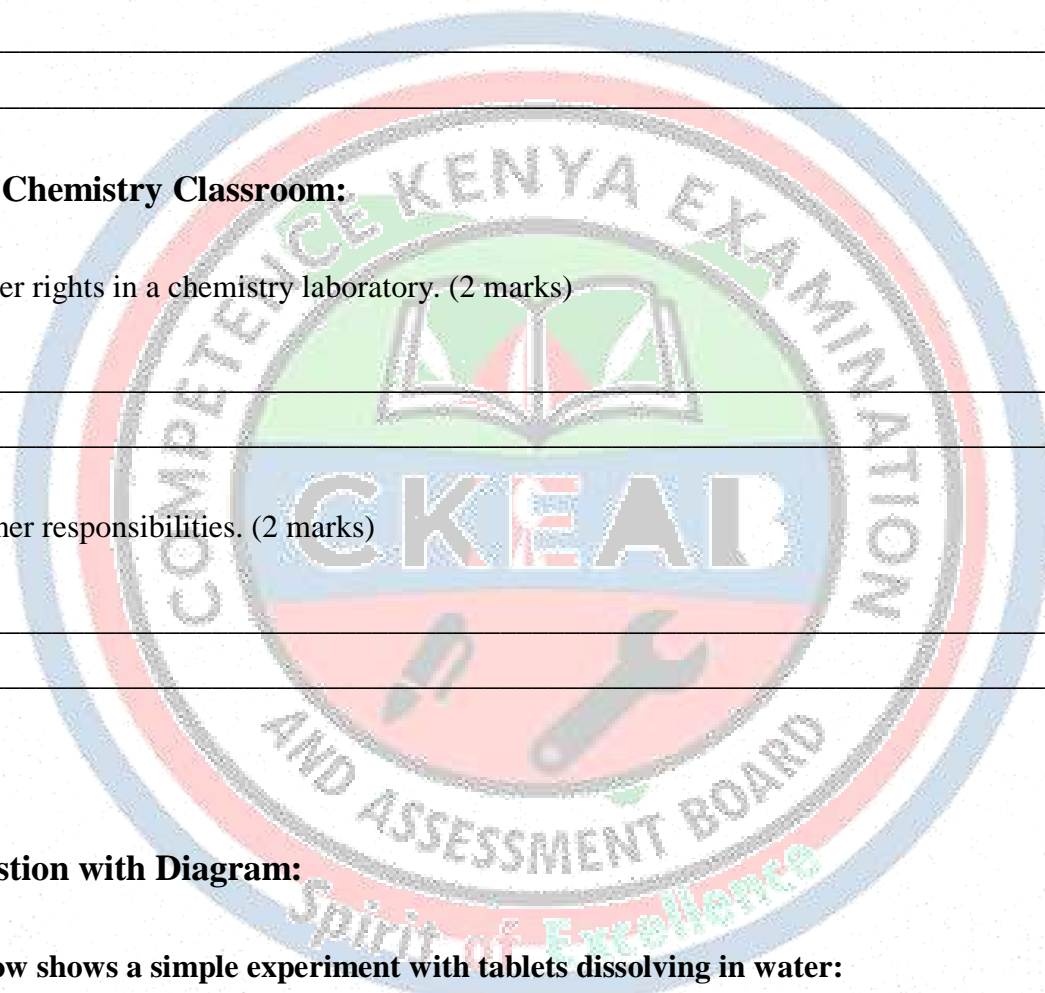 Chemistry Classroom:
er rights in a chemistry laboratory. (2 marks)
ner responsibilities. (2 marks)
stion with Diagram:
ow shows a simple experiment with tablets dissolving in water:
COMPETENCE KENYA EXAMINATION
AND ASSESSMENT BOARD
CKEAB
Spirit of Excellence